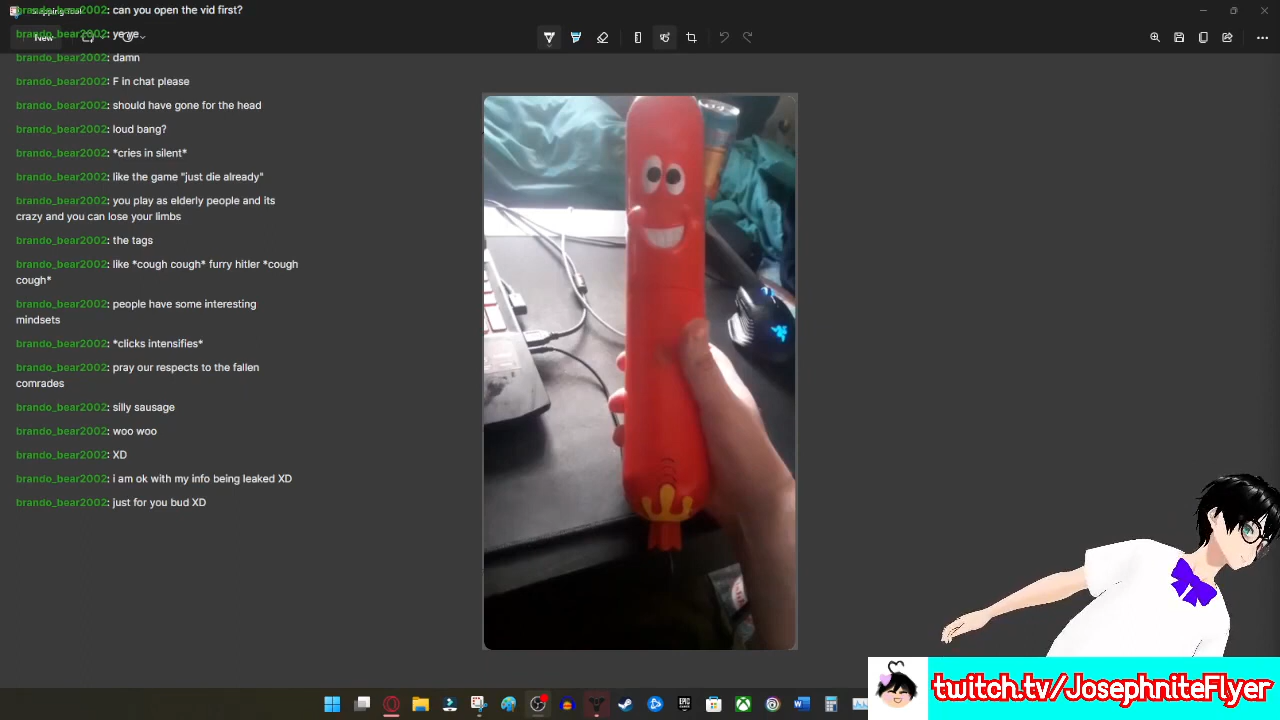 brando_bear2002: can you open the vid first?
New
brando_bear2002: ye ye
brando_bear2002: damn
brando_bear2002: F in chat please
brando_bear2002: should have gone for the head
brando_bear2002: loud bang?
brando_bear2002: *cries in silent*
brando_bear2002: like the game "just die already"
brando_bear2002: you play as elderly people and its
crazy and you can lose your limbs
brando_bear2002: the tags
brando_bear2002: like *cough cough* furry hitler *cough
cough*
brando_bear2002: people have some interesting
mindsets
brando_bear2002: *clicks intensifies*
brando_bear2002: pray our respects to the fallen
comrades
brando_bear2002: silly sausage
brando_bear2002: woo woo
brando_bear2002: XD
brando_bear2002: i am ok with my info being leaked XD
brando_bear2002: just for you bud XD
twitch.tv/JosephniteFlyer